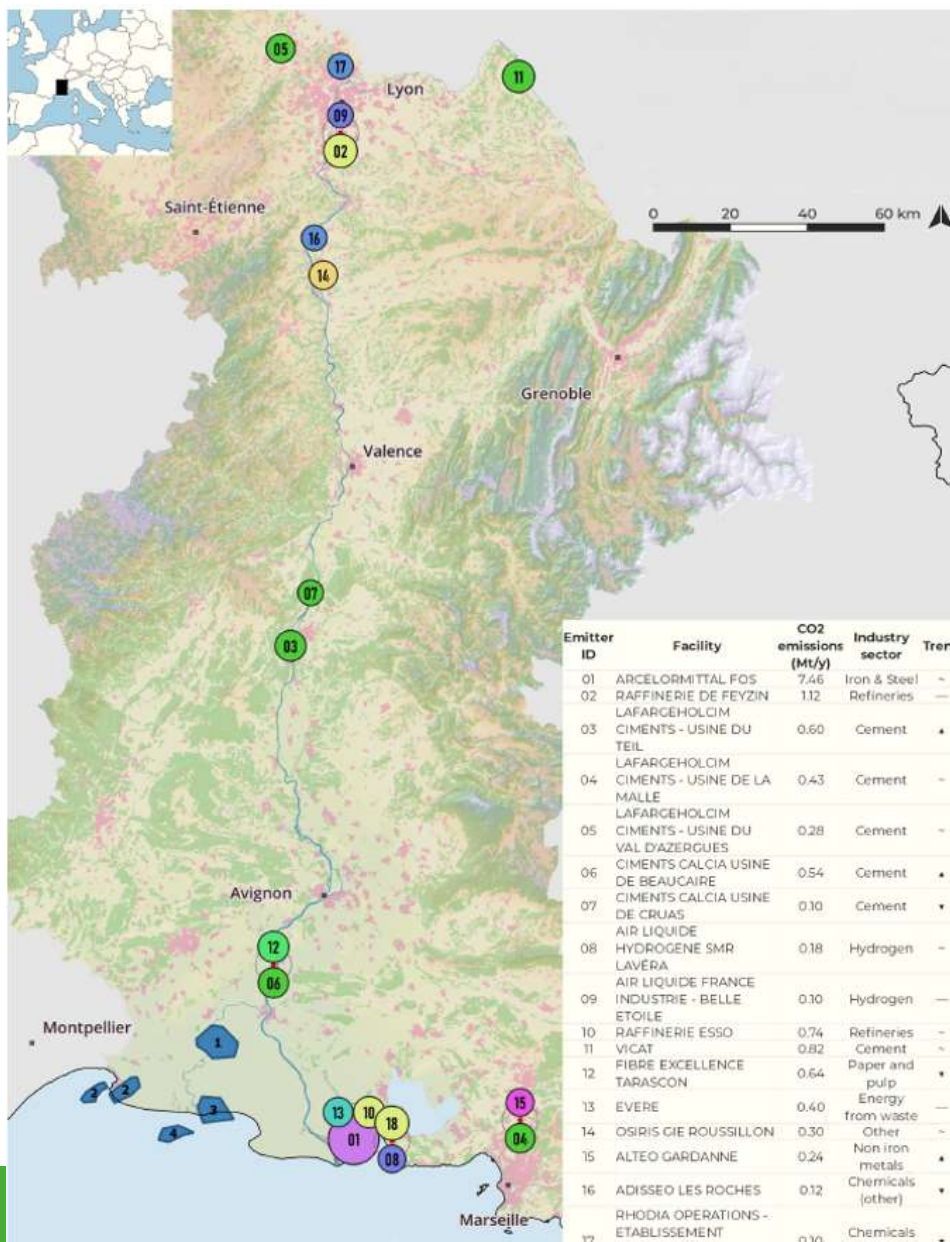 05
17
11
Lyon
09
02
Saint-Étienne
0 20 40 60 km
16
14
Grenoble
Valence
07
03
Avignon
12
06
Montpellier
1
2 2
3
4
13 10
18
01
08
15
04
Marseille
Emitter ID Facility CO2 emissions (Mt/y) Industry sector Tren
01 ARCELORMITTAL FOS 7.46 Iron & Steel ~
02 RAFFINERIE DE FEYZIN 1.12 Refineries —
LAFARGEHOLCIM
03 CIMENTS - USINE DU 0.60 Cement ▲
TEIL
LAFARGEHOLCIM
04 CIMENTS - USINE DE LA 0.43 Cement ~
MALLE
LAFARGEHOLCIM
05 CIMENTS - USINE DU 0.28 Cement ~
VAL D'AZERGUES
06 CIMENTS CALCIA USINE 0.54 Cement ▲
DE BEAUCAIRE
07 CIMENTS CALCIA USINE 0.10 Cement ▼
DE CRUAS
AIR LIQUIDE
08 HYDROGENE SMR 0.18 Hydrogen ~
LAVÉRA
AIR LIQUIDE FRANCE
09 INDUSTRIE - BELLE 0.10 Hydrogen —
ETOILE
10 RAFFINERIE ESSO 0.74 Refineries ~
11 VICAT 0.82 Cement ~
12 FIBRE EXCELLENCE 0.64 Paper and ▼
TARASCON pulp
13 EVERE 0.40 Energy —
from waste
14 OSIRIS GIE ROUSSILLON 0.30 Other ~
15 ALTEO GARDANNE 0.24 Non iron ▲
metals
16 ADISSEO LES ROCHES 0.12 Chemicals ▼
(other)
RHODIA OPERATIONS -
17 ETABLISSEMENT 0.10 Chemicals